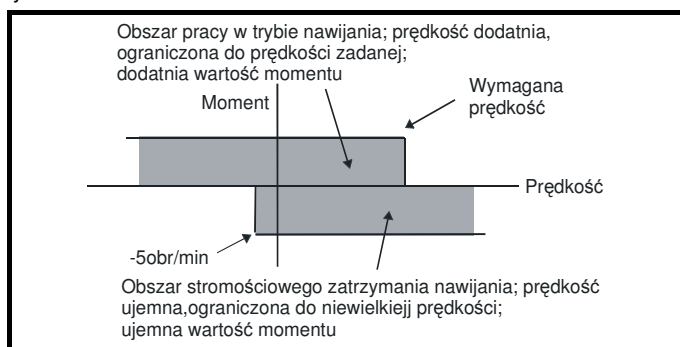 Obszar pracy w trybie nawijania; prędkość dodatnia,
ograniczona do prędkości zadanej;
dodatnia wartość momentu
Moment
Wymagana
prędkość
Prędkość
-5obr/min
Obszar stromościowego zatrzymania nawijania; prędkość
ujemna,ograniczona do niewielkiejj prędkości;
ujemna wartość momentu